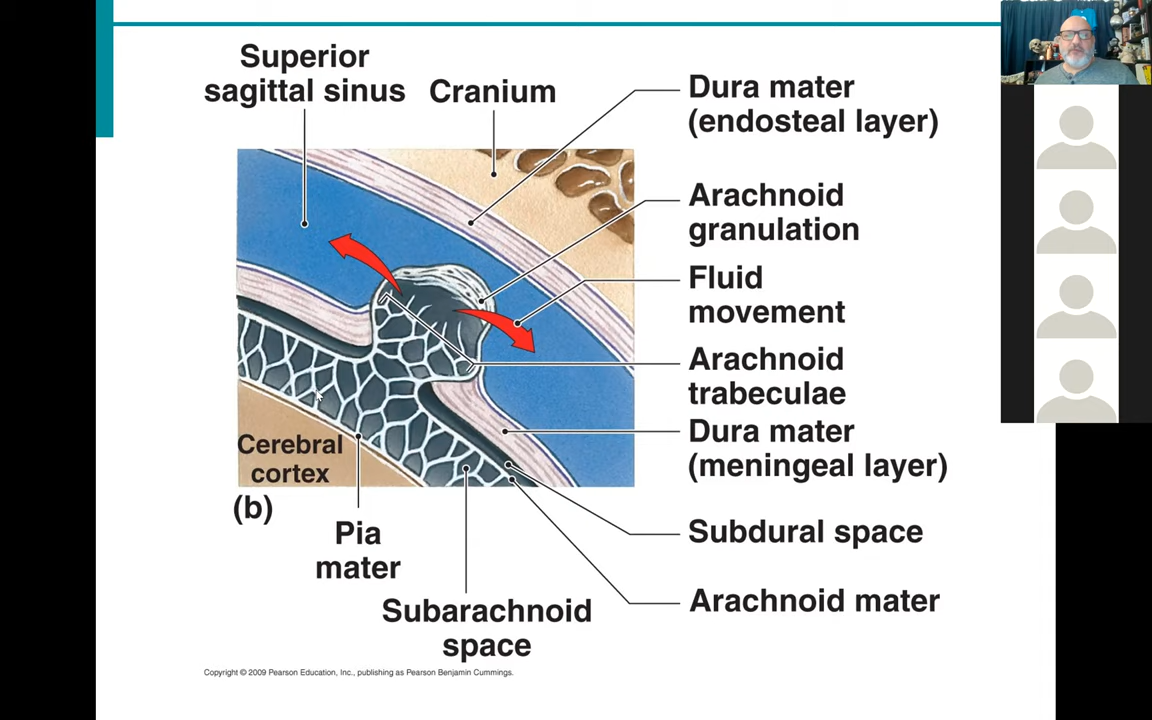 Superior
sagittal sinus
Cranium
Dura mater
(endosteal layer)
Arachnoid
granulation
Fluid
movement
Arachnoid
trabeculae
Dura mater
(meningeal layer)
Cerebral
cortex
(b)
Pia
mater
Subdural space
Arachnoid mater
Subarachnoid
space
Copyright © 2009 Pearson Education, Inc., publishing as Pearson Benjamin Cummings.